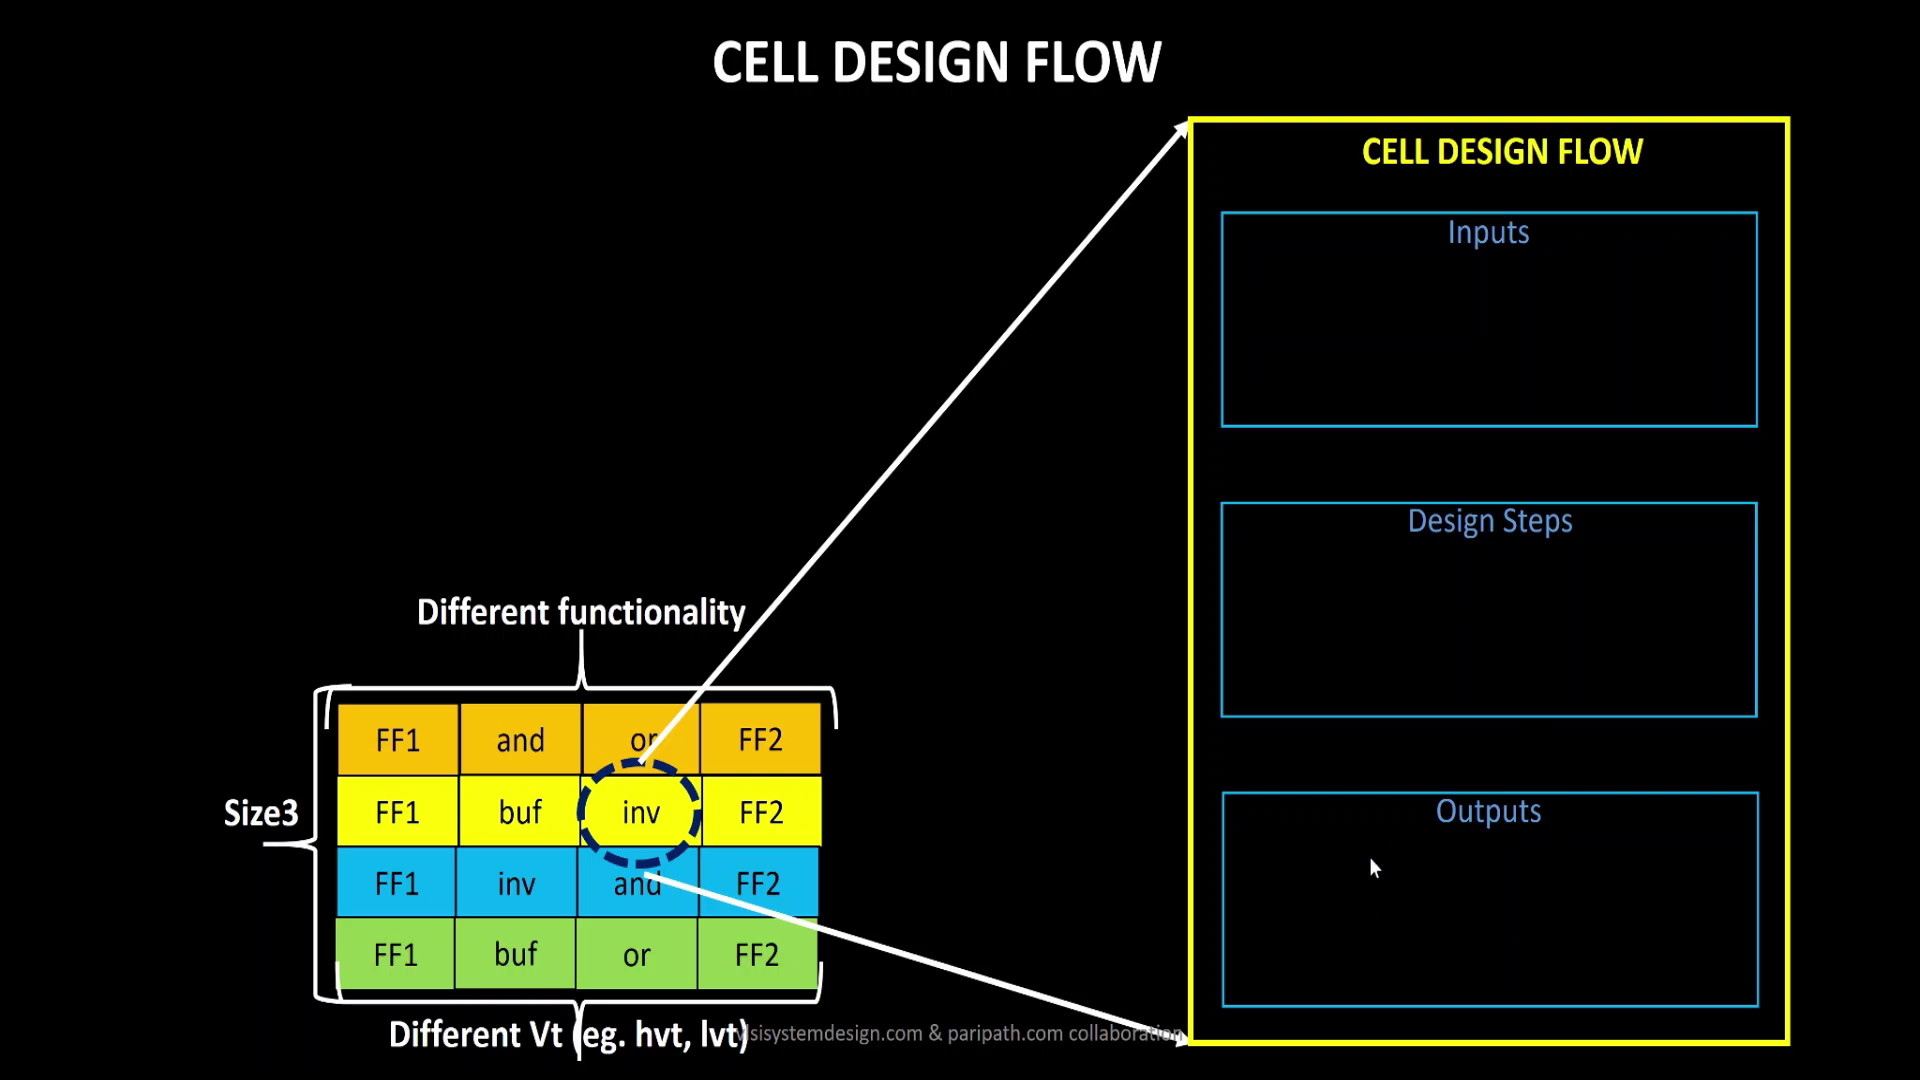 CELL DESIGN FLOW
CELL DESIGN FLOW
Inputs
Design Steps
Outputs
Different functionality
Size3
FF1 and or FF2
FF1 buf inv FF2
FF1 inv and FF2
FF1 buf or FF2
Different Vt (eg. hvt, lvt)
vlsisystemdesign.com & paripath.com collaboration